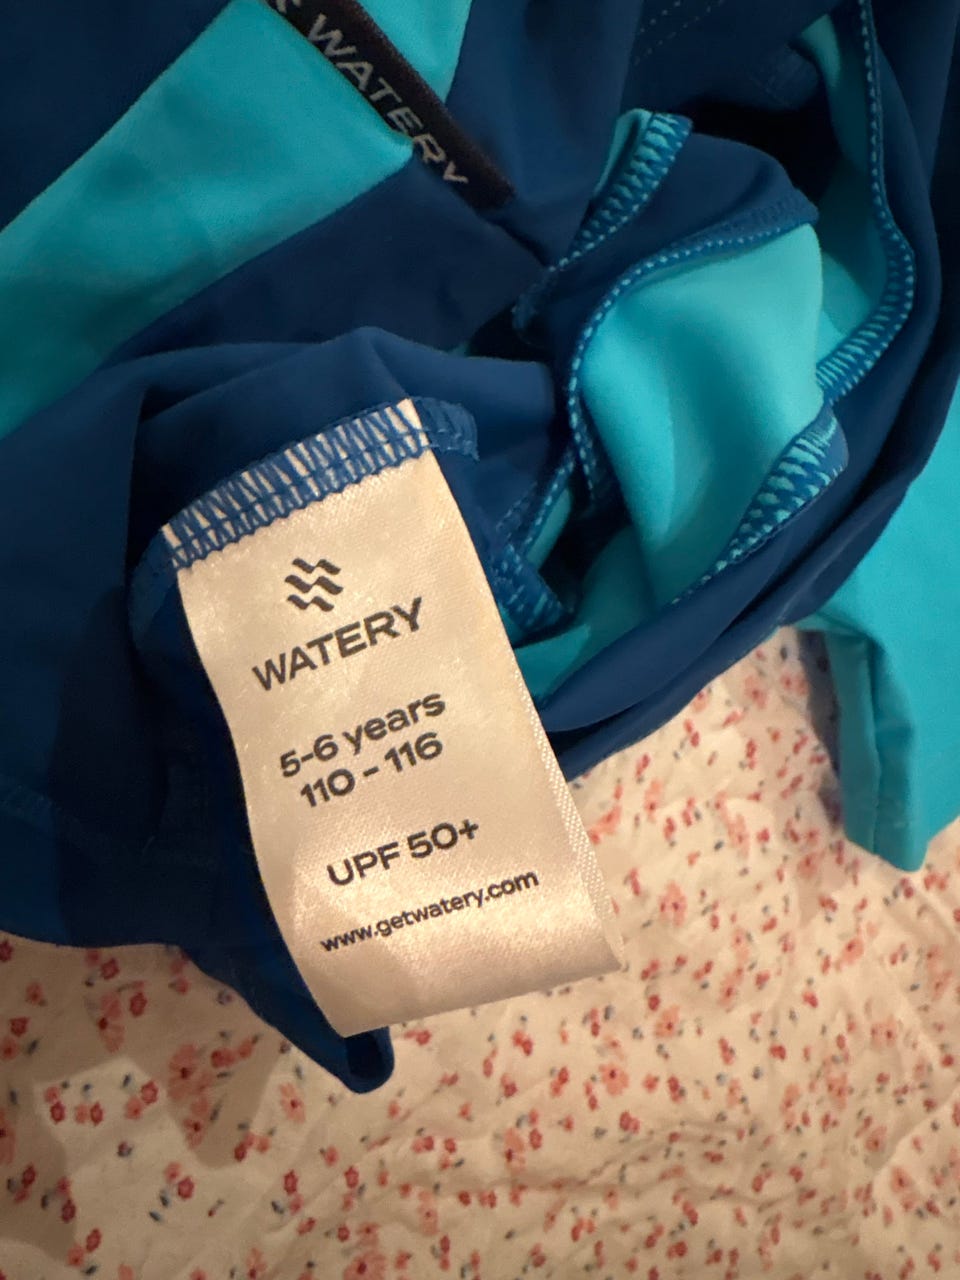 WATERY
WATERY
5-6 years
110 - 116
UPF 50+
www.getwatery.com